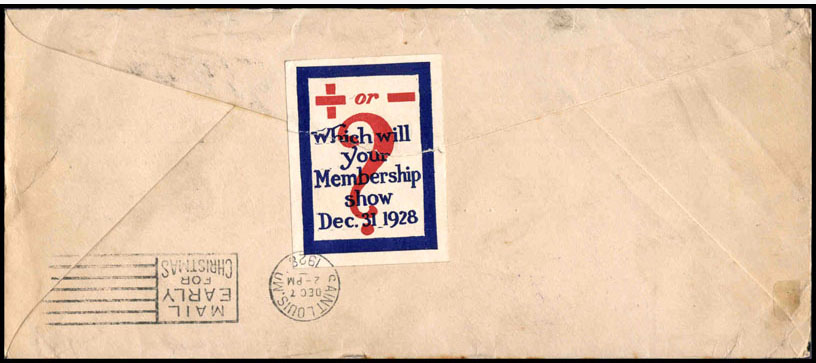 + or −
?
which will
your
Membership
show
Dec. 31 1928
MAIL
EARLY
FOR
CHRISTMAS
SAINT LOUIS, MO.
DEC 7
2-PM
1928